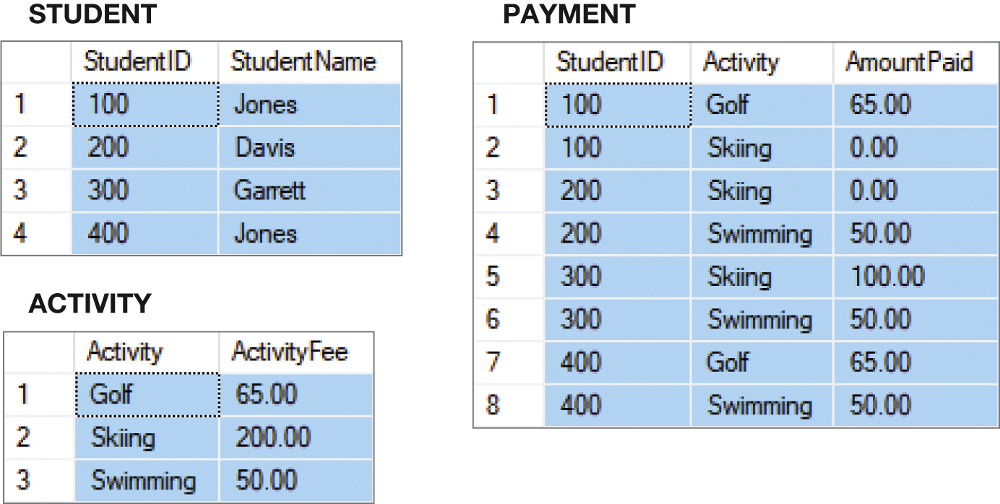 STUDENT
StudentID StudentName
1 100 Jones
2 200 Davis
3 300 Garrett
4 400 Jones
ACTIVITY
Activity ActivityFee
1 Golf 65.00
2 Skiing 200.00
3 Swimming 50.00
PAYMENT
StudentID Activity AmountPaid
1 100 Golf 65.00
2 100 Skiing 0.00
3 200 Skiing 0.00
4 200 Swimming 50.00
5 300 Skiing 100.00
6 300 Swimming 50.00
7 400 Golf 65.00
8 400 Swimming 50.00